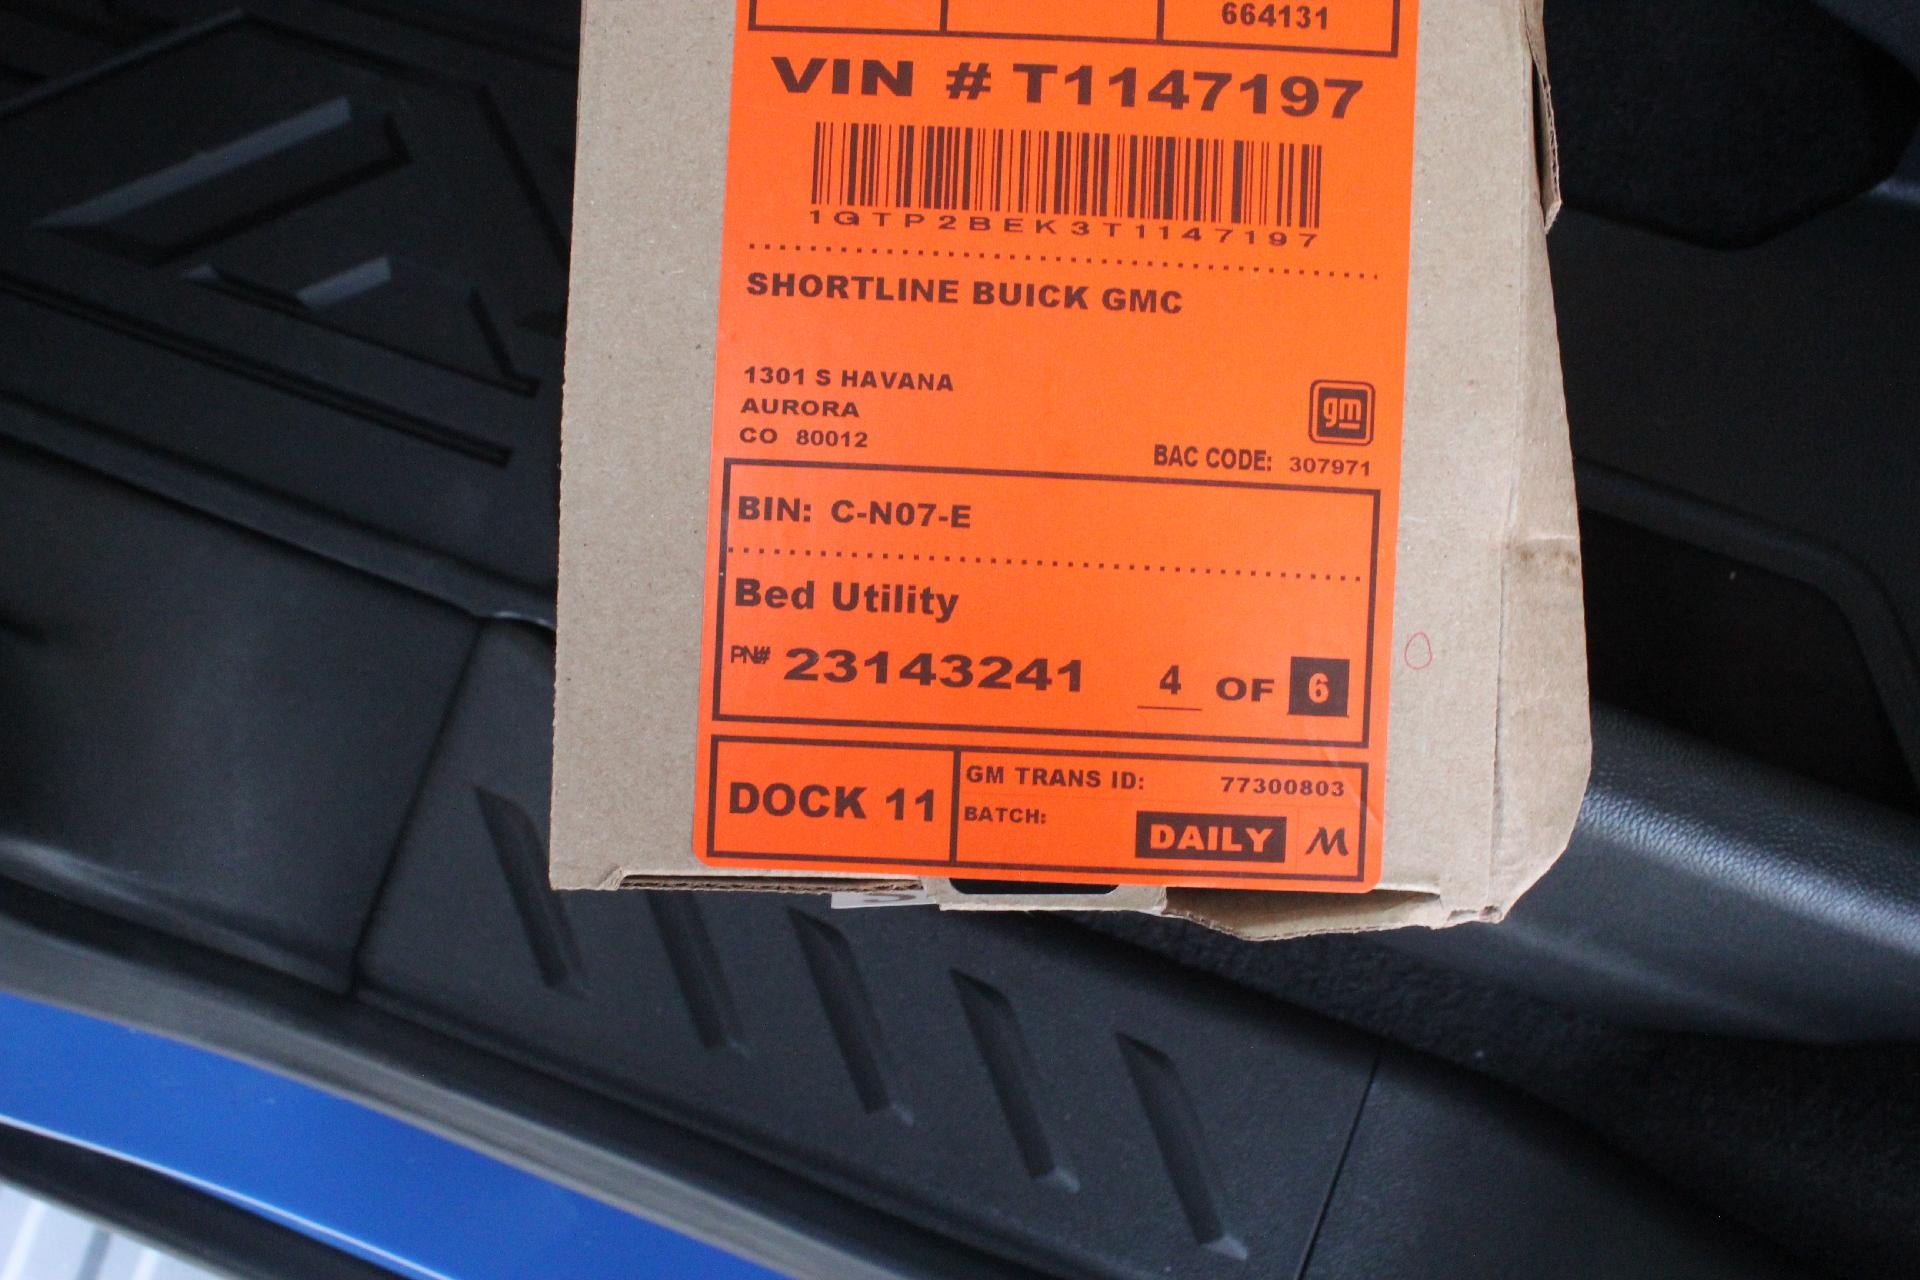 664131
VIN # T1147197
1GTP2BEK3T1147197
SHORTLINE BUICK GMC
1301 S HAVANA
AURORA
CO 80012
gm
BAC CODE: 307971
BIN: C-N07-E
Bed Utility
PN# 23143241 4 OF 6
DOCK 11
GM TRANS ID: 77300803
BATCH: DAILY M